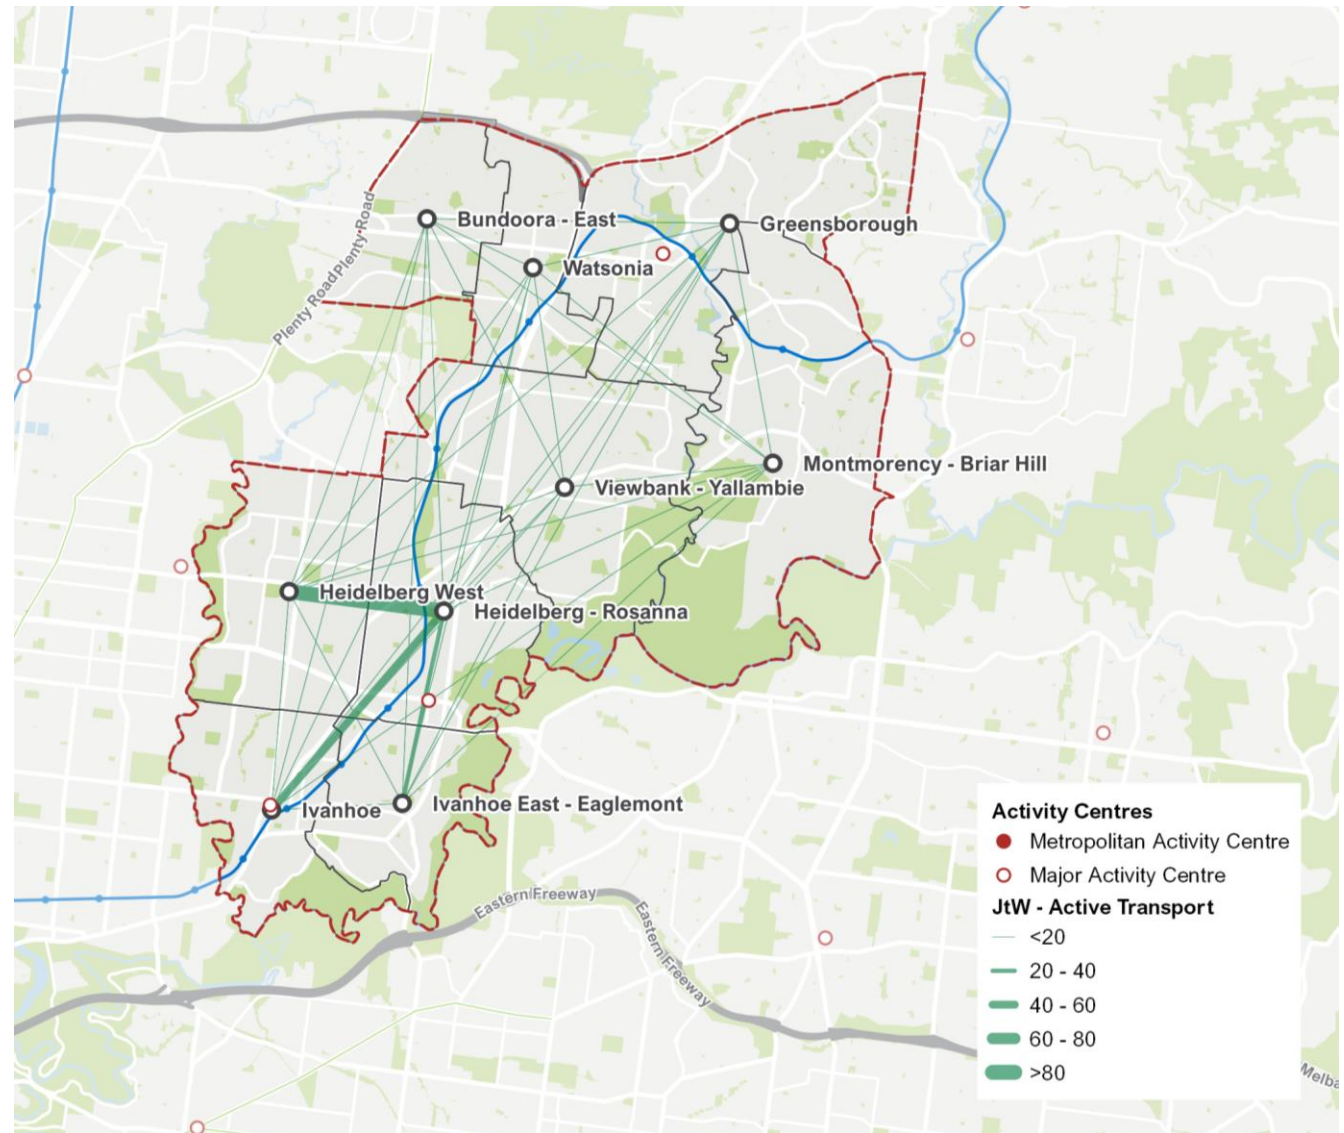 Plenty Road
Plenty Road
Bundoora - East
Greensborough
Watsonia
Montmorency - Briar Hill
Viewbank - Yallambie
Heidelberg West
Heidelberg - Rosanna
Ivanhoe
Ivanhoe East - Eaglemont
Eastern Freeway
Eastern Freeway
Activity Centres
Metropolitan Activity Centre
Major Activity Centre
JtW - Active Transport
<20
20 - 40
40 - 60
60 - 80
>80
Melba